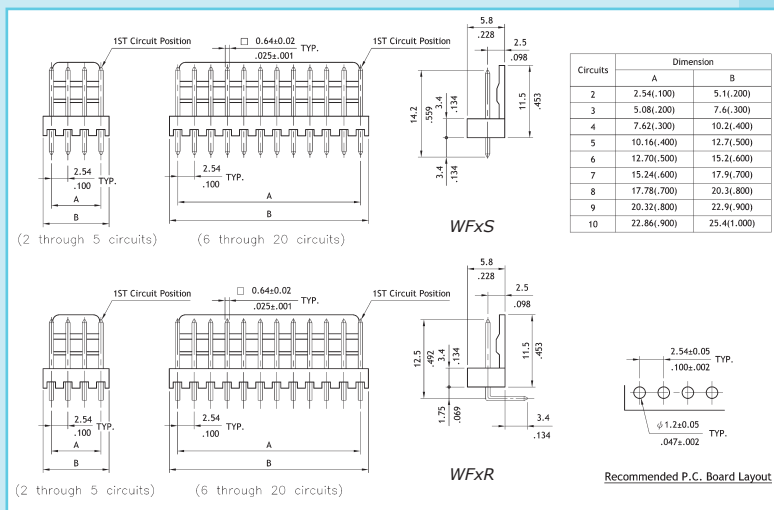 1ST Circuit Position
□ 0.64±0.02
.025±.001
TYP.
1ST Circuit Position
2.54
.100
TYP.
A
B
(2 through 5 circuits)
2.54
.100
TYP.
A
B
(6 through 20 circuits)
5.8
.228
2.5
.098
14.2
.559
3.4
.134
3.4
.134
11.5
.453
WFxS
Circuits Dimension
A B
2 2.54(.100) 5.1(.200)
3 5.08(.200) 7.6(.300)
4 7.62(.300) 10.2(.400)
5 10.16(.400) 12.7(.500)
6 12.70(.500) 15.2(.600)
7 15.24(.600) 17.9(.700)
8 17.78(.700) 20.3(.800)
9 20.32(.800) 22.9(.900)
10 22.86(.900) 25.4(1.000)
1ST Circuit Position
□ 0.64±0.02
.025±.001
TYP.
1ST Circuit Position
2.54
.100
TYP.
A
B
(2 through 5 circuits)
2.54
.100
TYP.
A
B
(6 through 20 circuits)
5.8
.228
2.5
.098
12.5
.492
3.4
.134
1.75
.069
11.5
.453
3.4
.134
WFxR
2.54±0.05
.100±.002
TYP.
ϕ1.2±0.05
.047±.002
TYP.
Recommended P.C. Board Layout